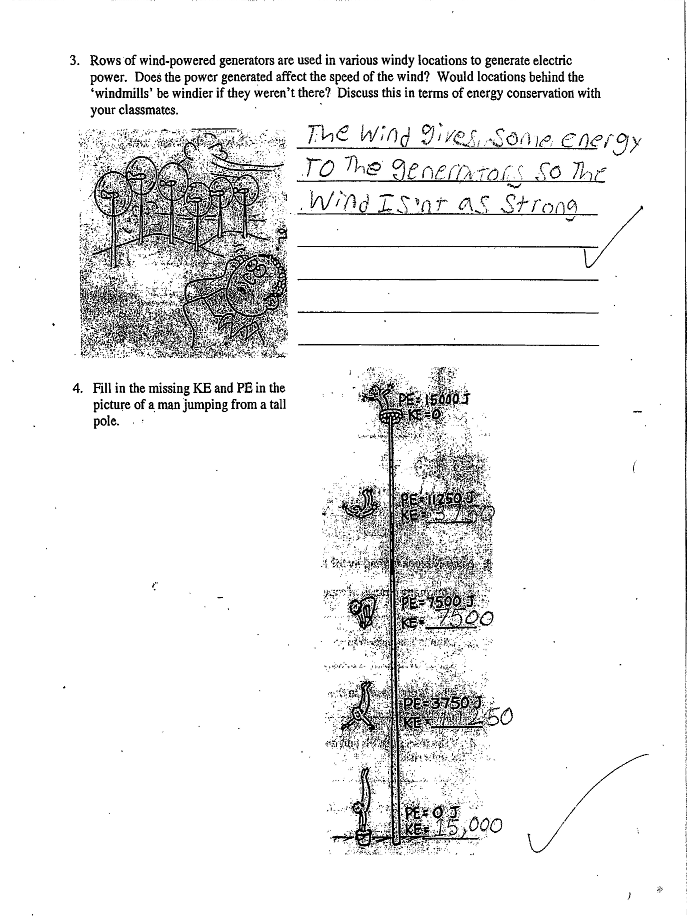 3. Rows of wind-powered generators are used in various windy locations to generate electric
power. Does the power generated affect the speed of the wind? Would locations behind the
'windmills' be windier if they weren't there? Discuss this in terms of energy conservation with
your classmates.
The wind gives some energy
TO The generators so the
Wind Is'nt as Strong
4. Fill in the missing KE and PE in the
picture of a man jumping from a tall
pole.
PE=15000 J
KE=0
PE=11250 J
KE=3750
PE=7500 J
KE=7500
PE=3750 J
KE=11250
PE=0 J
KE=15,000